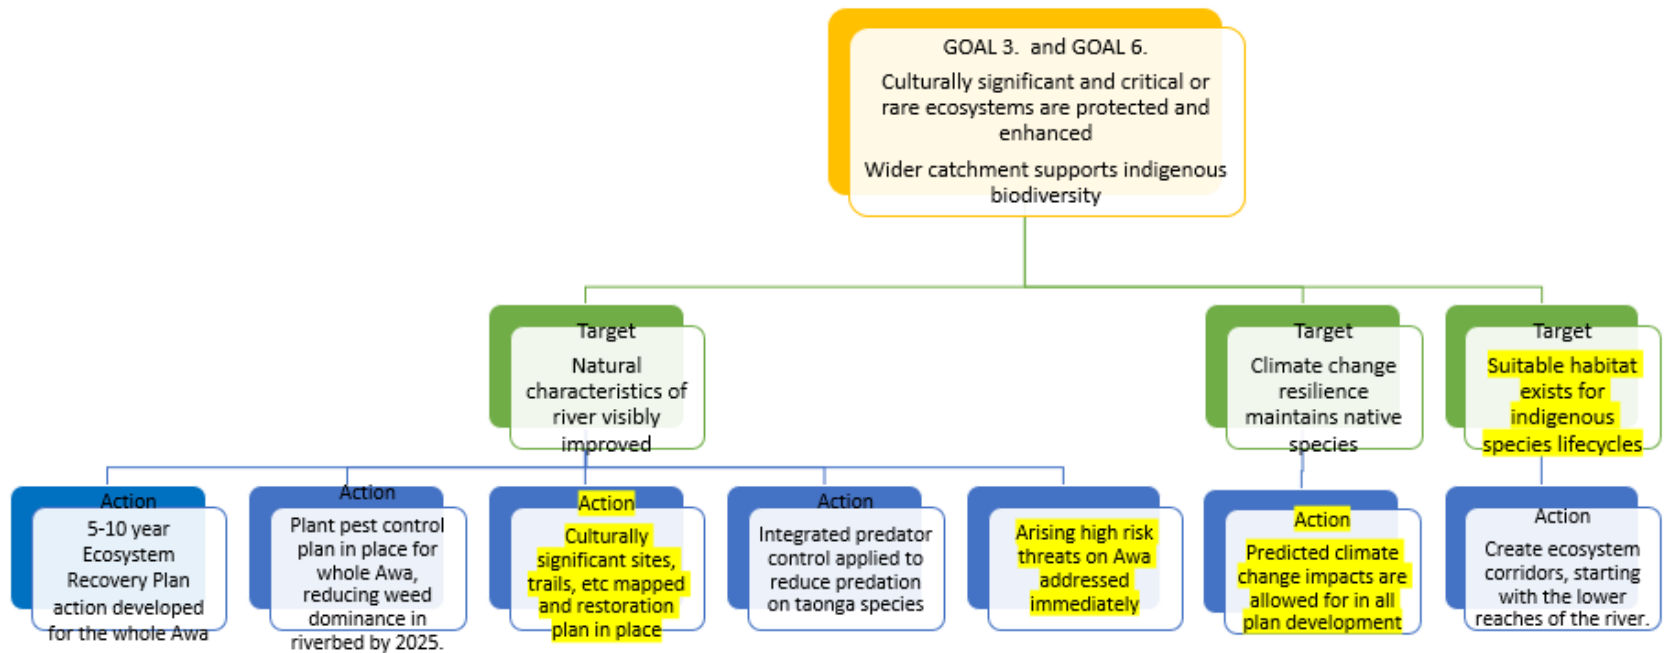 GOAL 3. and GOAL 6.
Culturally significant and critical or
rare ecosystems are protected and
enhanced
Wider catchment supports indigenous
biodiversity
Target
Natural
characteristics of
river visibly
improved
Target
Climate change
resilience
maintains native
species
Target
Suitable habitat
exists for
indigenous
species lifecycles
Action
5-10 year
Ecosystem
Recovery Plan
action developed
for the whole Awa
Action
Plant pest control
plan in place for
whole Awa,
reducing weed
dominance in
riverbed by 2025.
Action
Culturally
significant sites,
trails, etc mapped
and restoration
plan in place
Action
Integrated predator
control applied to
reduce predation
on taonga species
Arising high risk
threats on Awa
addressed
immediately
Action
Predicted climate
change impacts are
allowed for in all
plan development
Action
Create ecosystem
corridors, starting
with the lower
reaches of the river.